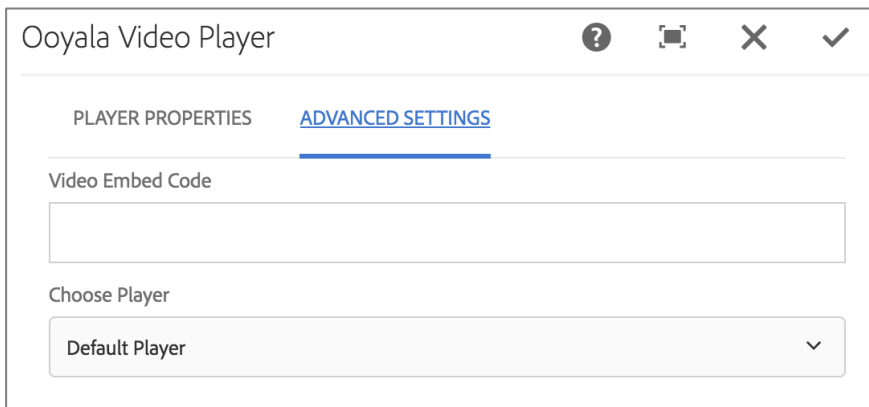 Ooyala Video Player
PLAYER PROPERTIES ADVANCED SETTINGS
Video Embed Code
Choose Player
Default Player